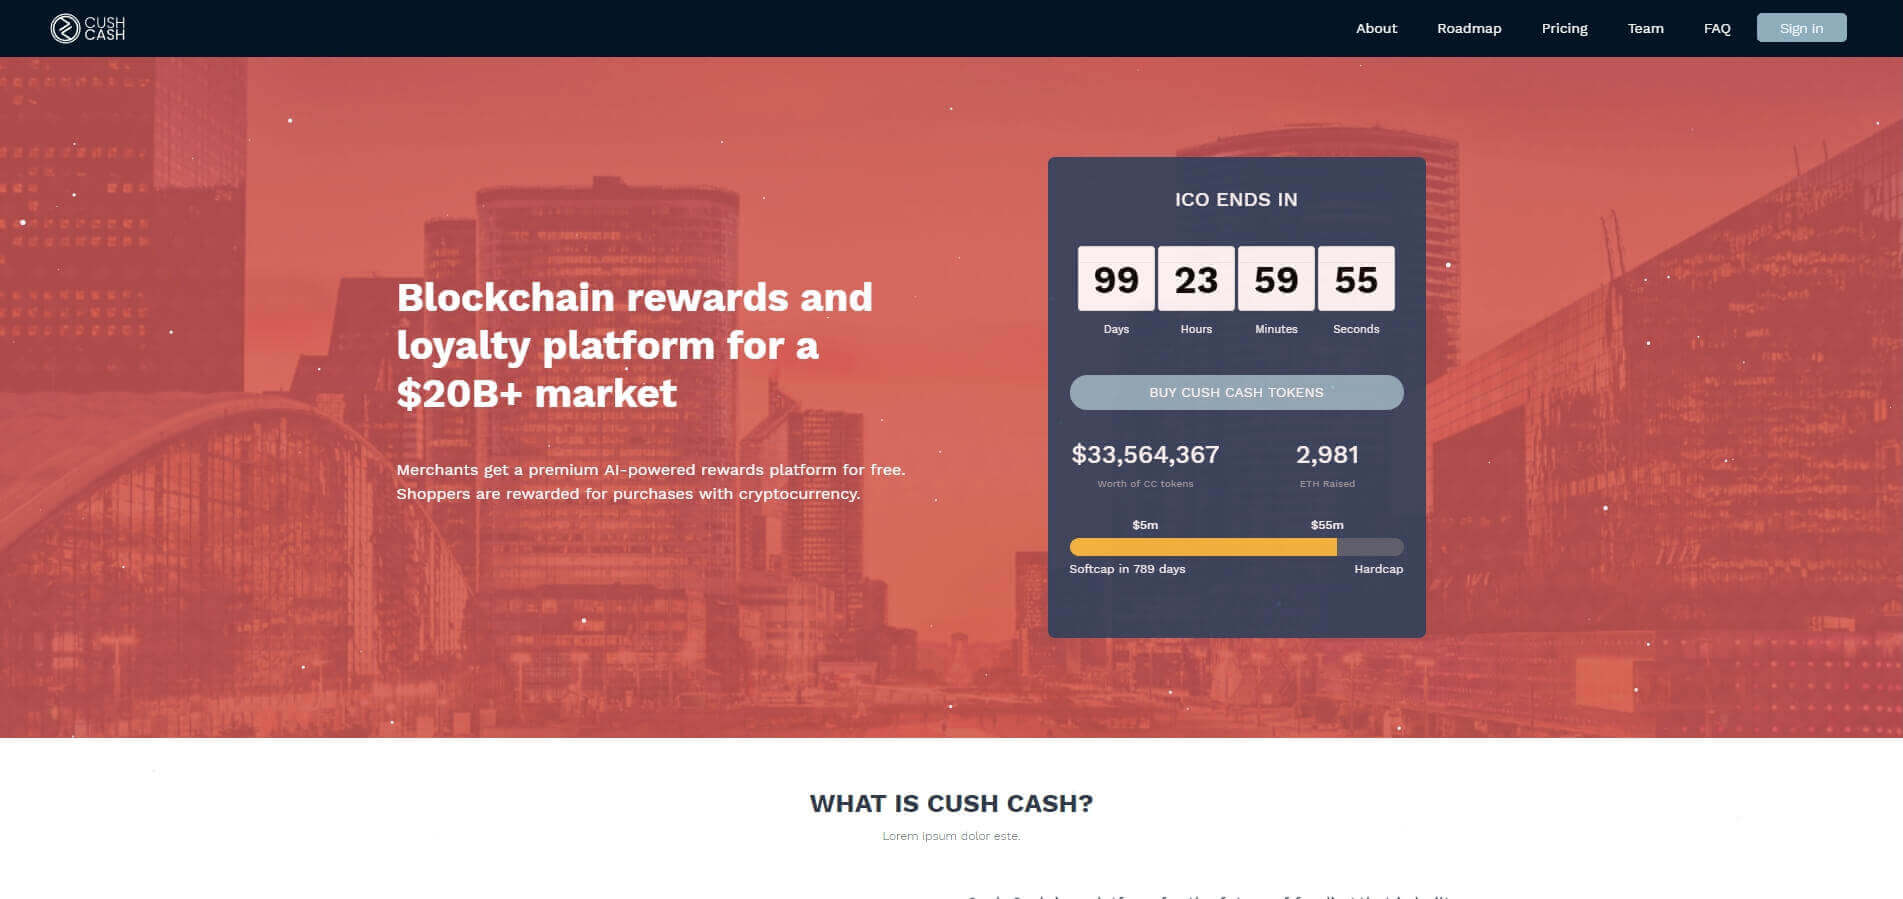 CUSH
CASH
About
Roadmap
Pricing
Team
FAQ
Sign in
Blockchain rewards and
loyalty platform for a
$20B+ market
Merchants get a premium AI-powered rewards platform for free.
Shoppers are rewarded for purchases with cryptocurrency.
ICO ENDS IN
99 23 59 55
Days Hours Minutes Seconds
BUY CUSH CASH TOKENS
$33,564,367 2,981
Worth of CC tokens ETH Raised
$5m $55m
Softcap in 789 days Hardcap
WHAT IS CUSH CASH?
Lorem ipsum dolor este.